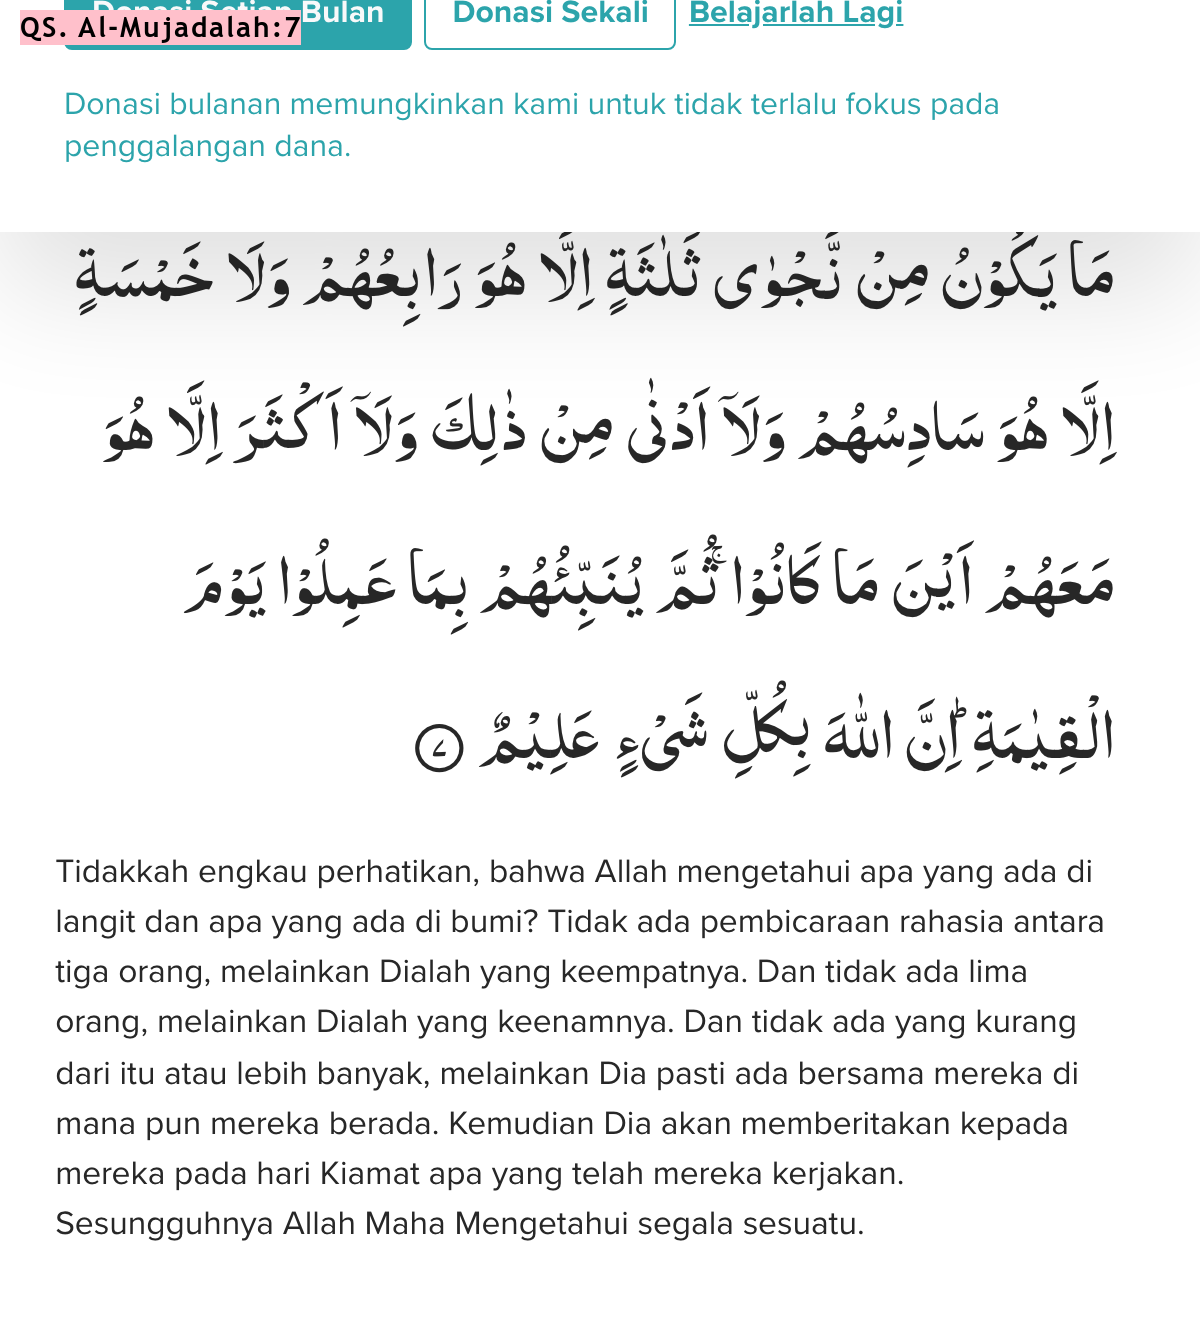 Donasi Setiap Bulan Donasi Sekali Belajarlah Lagi
QS. Al-Mujadalah:7
Donasi bulanan memungkinkan kami untuk tidak terlalu fokus pada
penggalangan dana.
مَا يَكُوْنُ مِنْ نَّجْوٰى ثَلٰثَةٍ اِلَّا هُوَ رَابِعُهُمْ وَلَا خَمْسَةٍ
اِلَّا هُوَ سَادِسُهُمْ وَلَآ اَدْنٰى مِنْ ذٰلِكَ وَلَآ اَكْثَرَ اِلَّا هُوَ
مَعَهُمْ اَيْنَ مَا كَانُوْاۚ ثُمَّ يُنَبِّئُهُمْ بِمَا عَمِلُوْا يَوْمَ
الْقِيٰمَةِۗ اِنَّ اللّٰهَ بِكُلِّ شَيْءٍ عَلِيْمٌ ٧
Tidakkah engkau perhatikan, bahwa Allah mengetahui apa yang ada di
langit dan apa yang ada di bumi? Tidak ada pembicaraan rahasia antara
tiga orang, melainkan Dialah yang keempatnya. Dan tidak ada lima
orang, melainkan Dialah yang keenamnya. Dan tidak ada yang kurang
dari itu atau lebih banyak, melainkan Dia pasti ada bersama mereka di
mana pun mereka berada. Kemudian Dia akan memberitakan kepada
mereka pada hari Kiamat apa yang telah mereka kerjakan.
Sesungguhnya Allah Maha Mengetahui segala sesuatu.